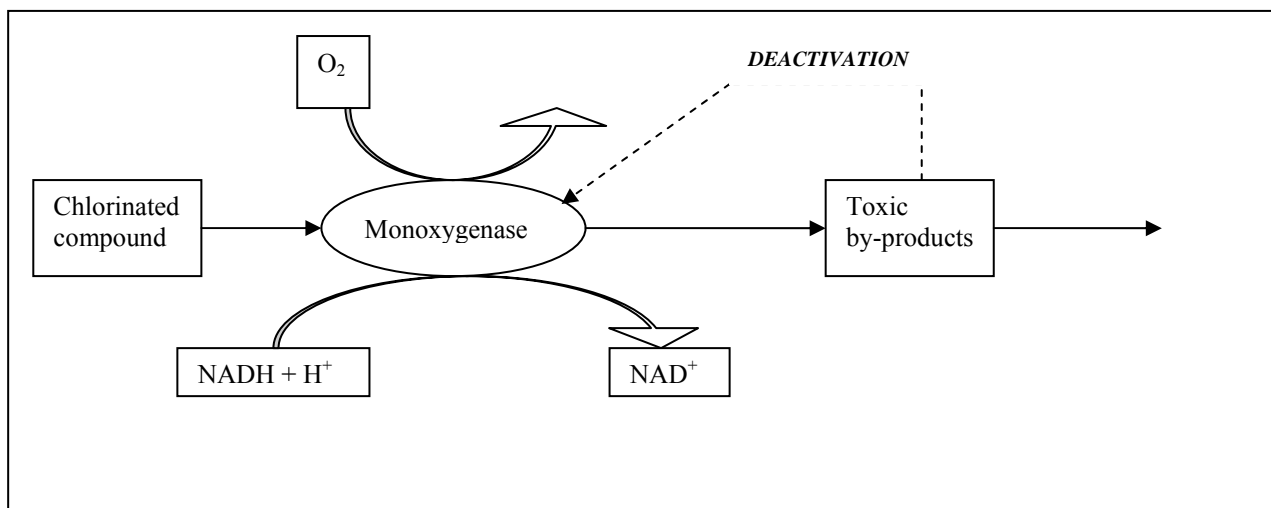 DEACTIVATION
O₂
Chlorinated
compound
Monoxygenase
Toxic
by-products
NADH + H⁺
NAD⁺